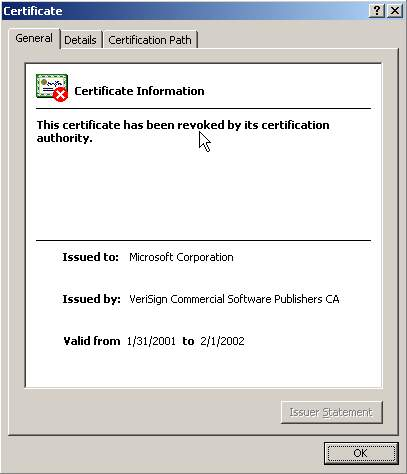 Certificate
General Details Certification Path
Certificate Information
This certificate has been revoked by its certification
authority.
Issued to: Microsoft Corporation
Issued by: VeriSign Commercial Software Publishers CA
Valid from 1/31/2001 to 2/1/2002
Issuer Statement
OK